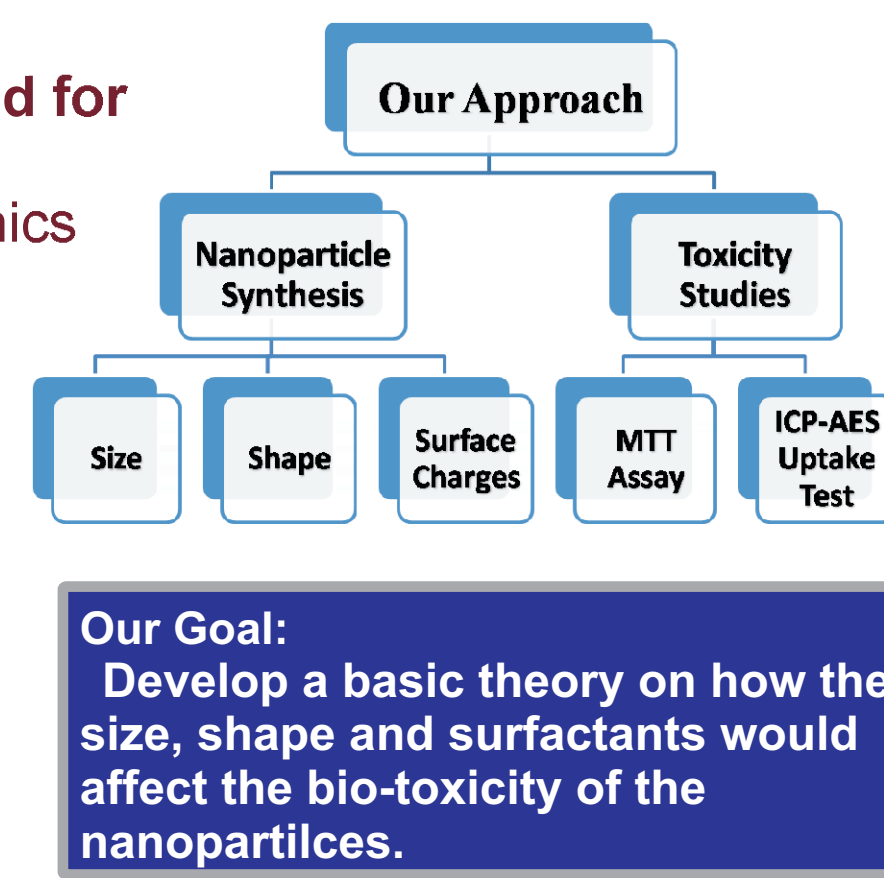 d for
nics
Our Approach
Nanoparticle
Synthesis
Toxicity
Studies
Size
Shape
Surface
Charges
MTT
Assay
ICP-AES
Uptake
Test
Our Goal:
Develop a basic theory on how the
size, shape and surfactants would
affect the bio-toxicity of the
nanopartilces.